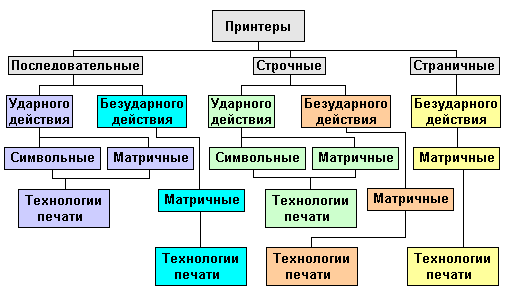 Принтеры
Последовательные
Строчные
Страничные
Ударного
действия
Безударного
действия
Ударного
действия
Безударного
действия
Безударного
действия
Символьные
Матричные
Символьные
Матричные
Матричные
Технологии
печати
Матричные
Технологии
печати
Матричные
Технологии
печати
Технологии
печати
Технологии
печати